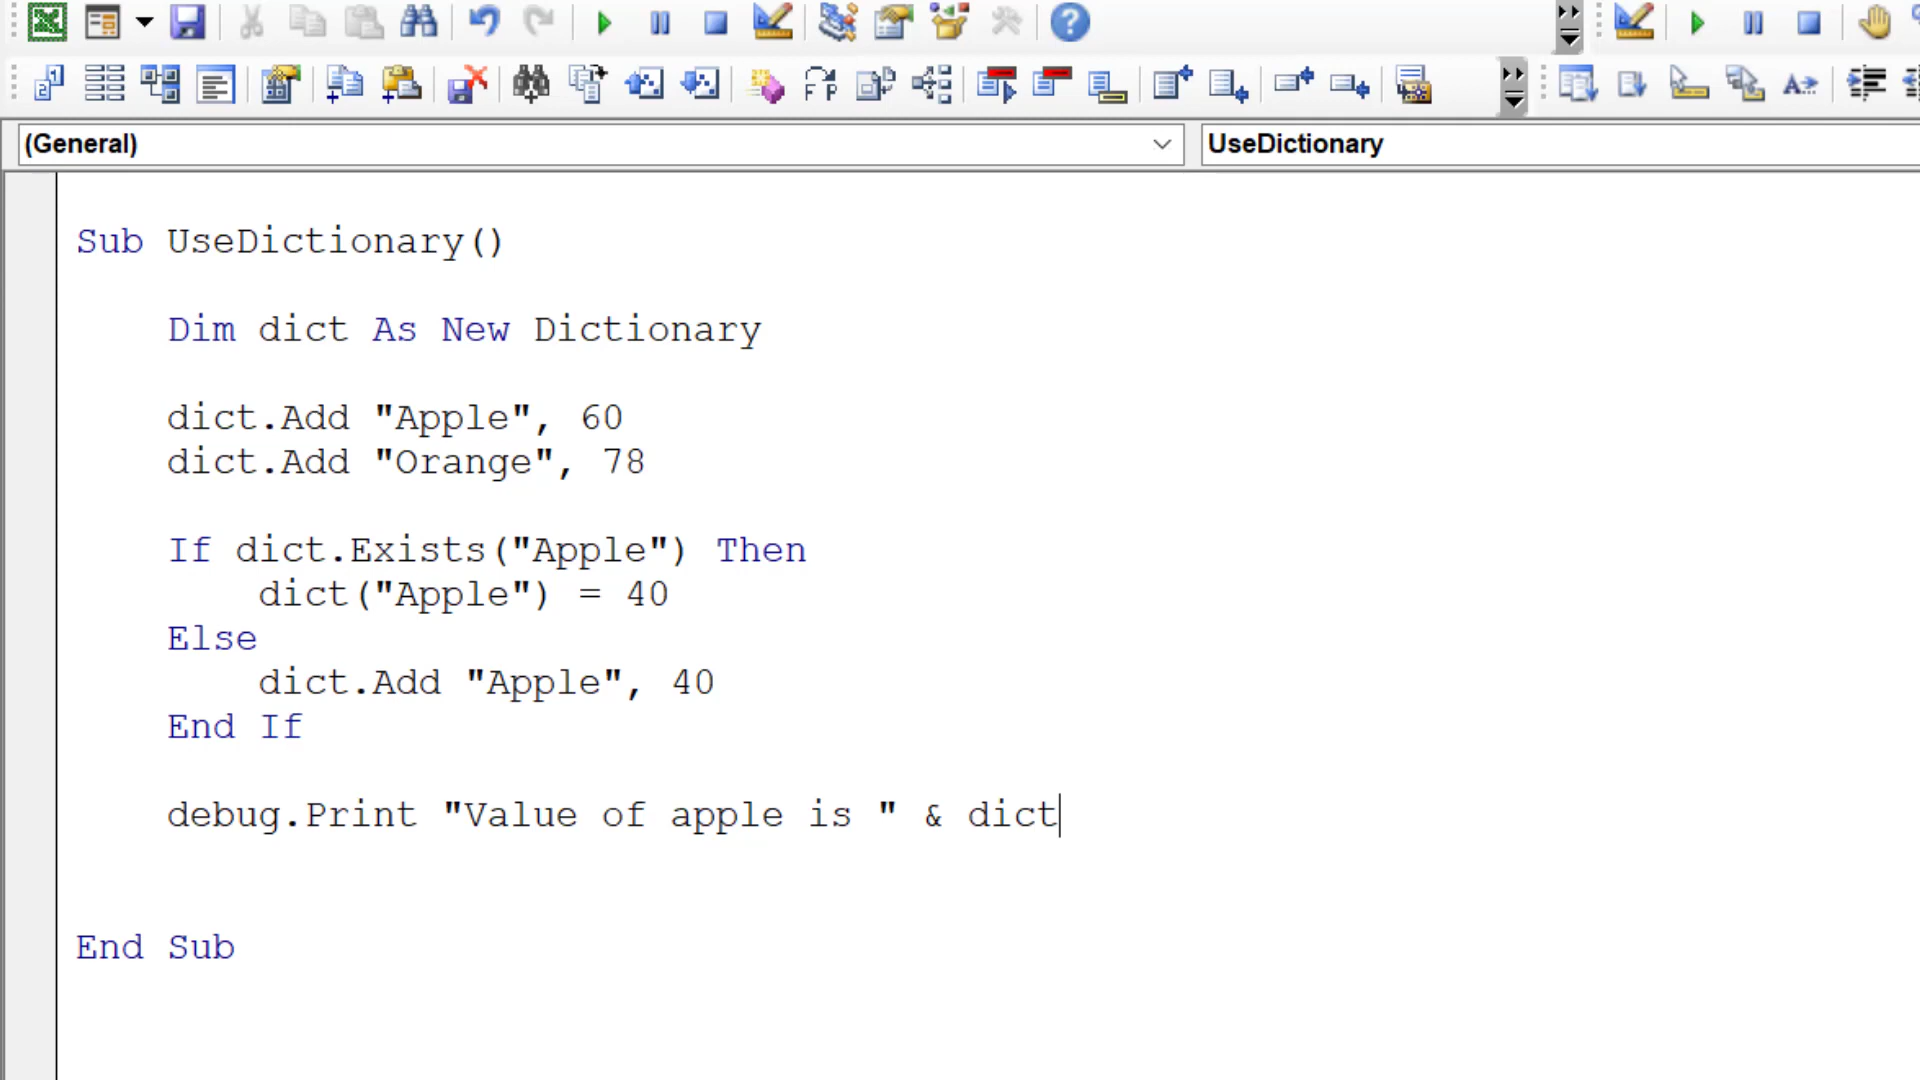 (General)
UseDictionary
Sub UseDictionary()
Dim dict As New Dictionary
dict.Add "Apple", 60
dict.Add "Orange", 78
If dict.Exists("Apple") Then
dict("Apple") = 40
Else
dict.Add "Apple", 40
End If
debug.Print "Value of apple is " & dict
End Sub